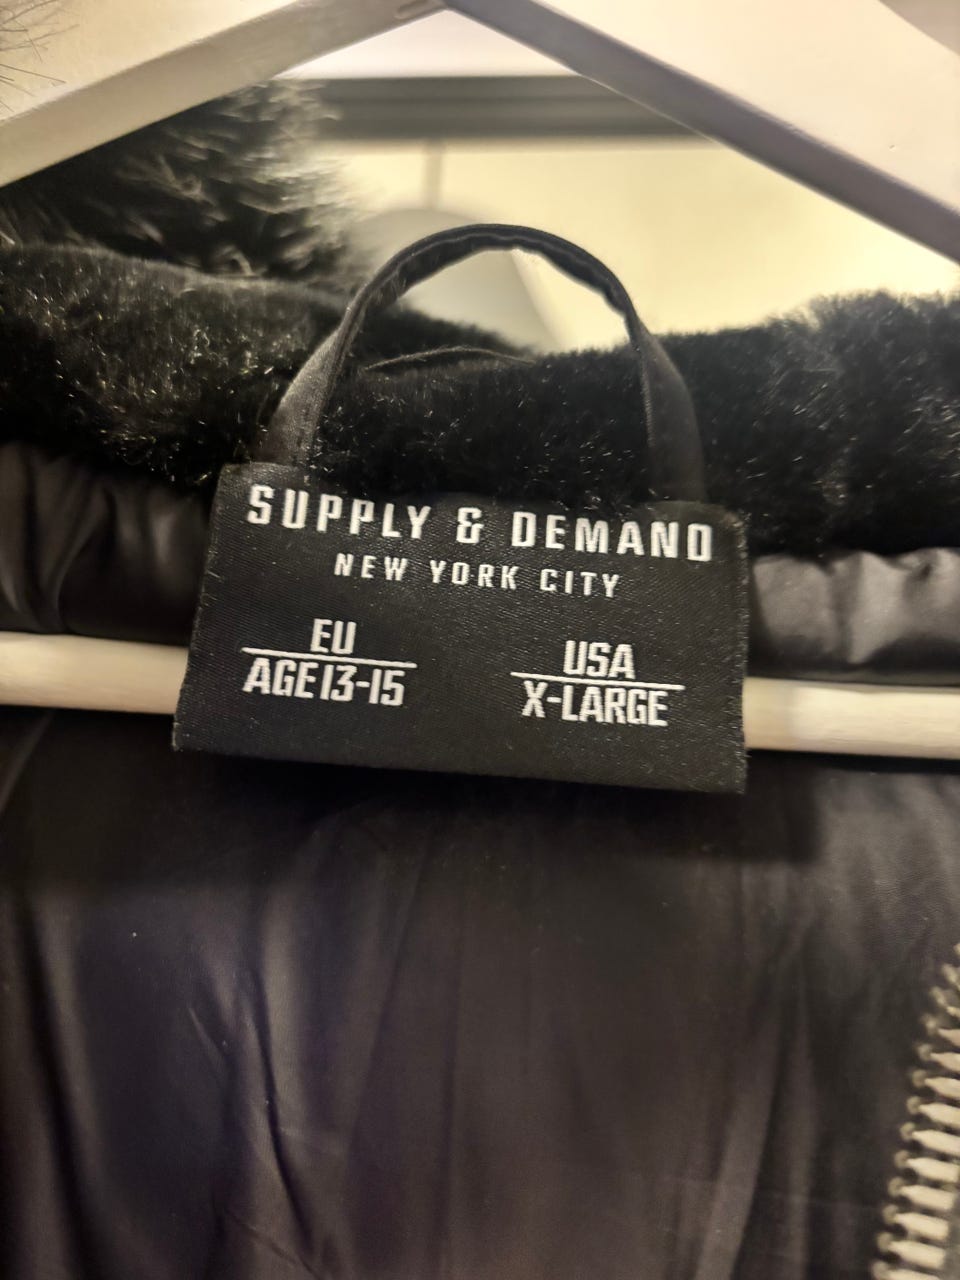 SUPPLY & DEMAND
NEW YORK CITY
EU
AGE 13-15
USA
X-LARGE